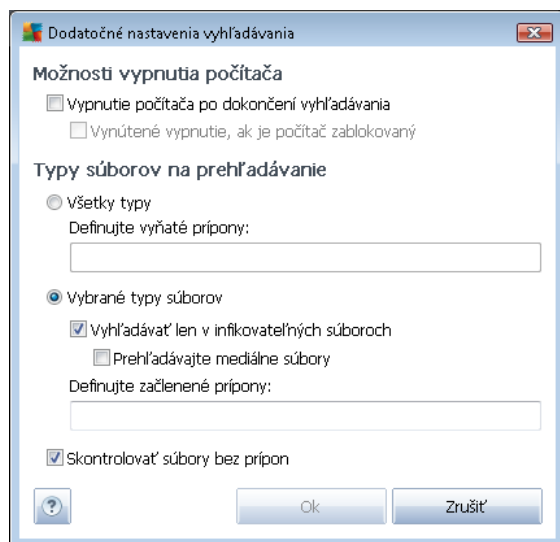 Dodatočné nastavenia vyhľadávania
Možnosti vypnutia počítača
Vypnutie počítača po dokončení vyhľadávania
Vynútené vypnutie, ak je počítač zablokovaný
Typy súborov na prehľadávanie
Všetky typy
Definujte vyňaté prípony:
Vybrané typy súborov
Vyhľadávať len v infikovateľných súboroch
Prehľadávajte mediálne súbory
Definujte začlenené prípony:
Skontrolovať súbory bez prípon
? Ok Zrušiť